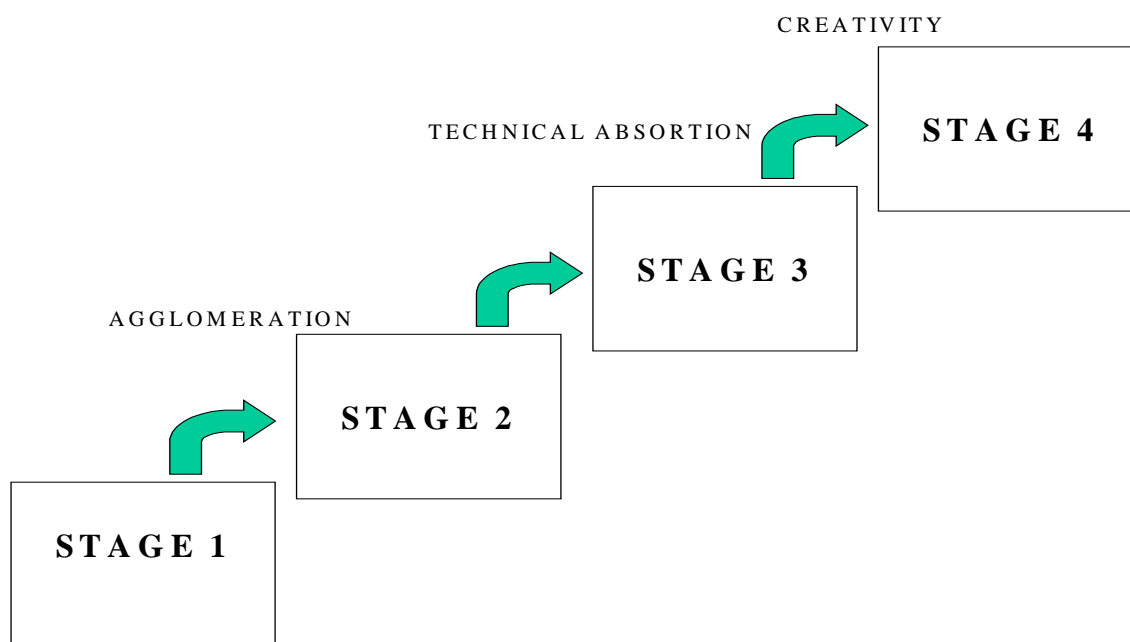 CREATIVITY
STAGE 4
TECHNICAL ABSORTION
STAGE 3
AGGLOMERATION
STAGE 2
STAGE 1